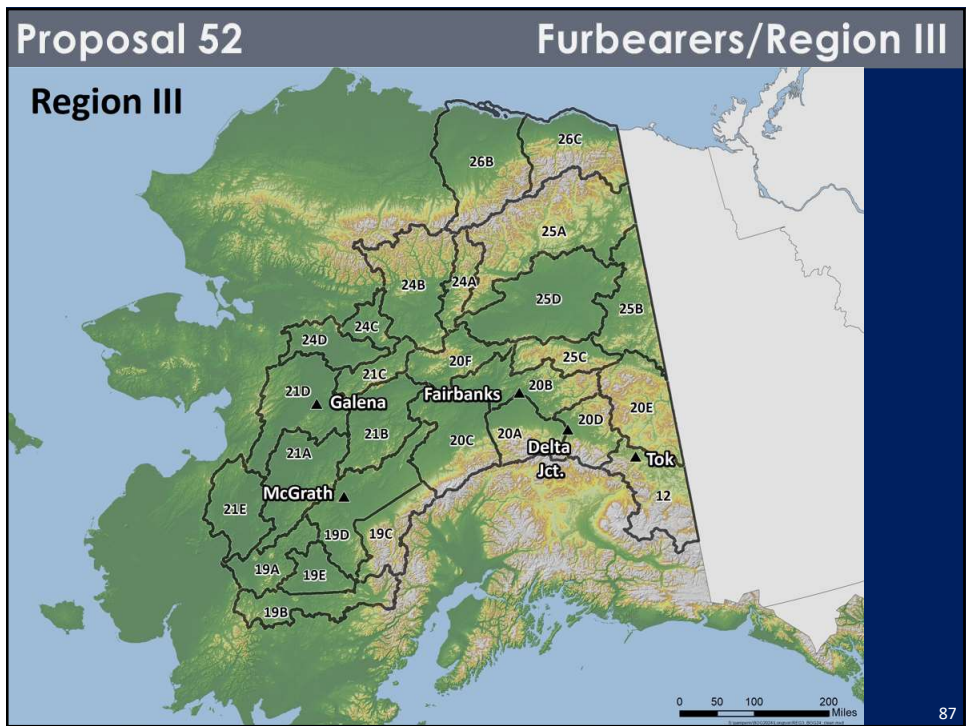 Proposal 52
Furbearers/Region III
Region III
26C
26B
25A
24B
24A
25D
25B
24C
24D
25C
20F
21C
21D
20B
Fairbanks
Galena
20E
20D
21B
20A
20C
21A
Delta
Jct.
Tok
McGrath
12
21E
19D
19C
19A
19E
19B
0 50 100 200
Miles
87